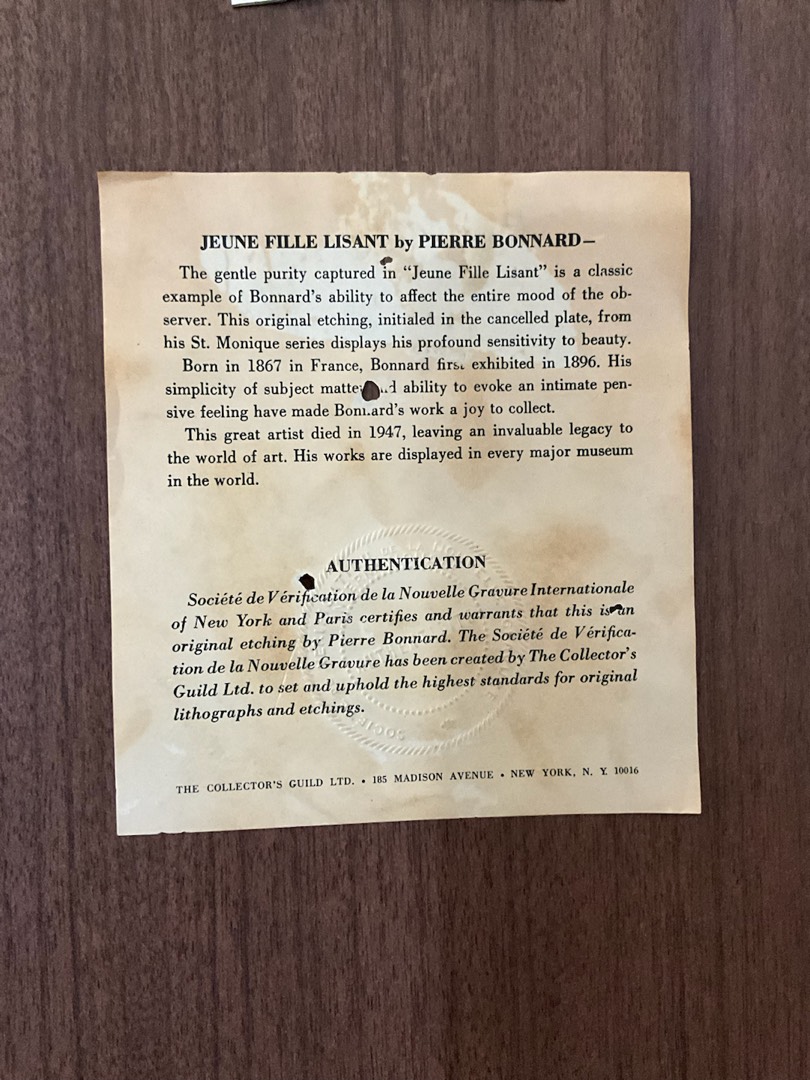 JEUNE FILLE LISANT by PIERRE BONNARD—
The gentle purity captured in “Jeune Fille Lisant” is a classic
example of Bonnard’s ability to affect the entire mood of the ob-
server. This original etching, initialed in the cancelled plate, from
his St. Monique series displays his profound sensitivity to beauty.
Born in 1867 in France, Bonnard first exhibited in 1896. His
simplicity of subject matter and ability to evoke an intimate pen-
sive feeling have made Bonnard’s work a joy to collect.
This great artist died in 1947, leaving an invaluable legacy to
the world of art. His works are displayed in every major museum
in the world.
AUTHENTICATION
Société de Vérification de la Nouvelle Gravure Internationale
of New York and Paris certifies and warrants that this is an
original etching by Pierre Bonnard. The Société de Vérifica-
tion de la Nouvelle Gravure has been created by The Collector’s
Guild Ltd. to set and uphold the highest standards for original
lithographs and etchings.
THE COLLECTOR’S GUILD LTD. • 185 MADISON AVENUE • NEW YORK, N. Y. 10016